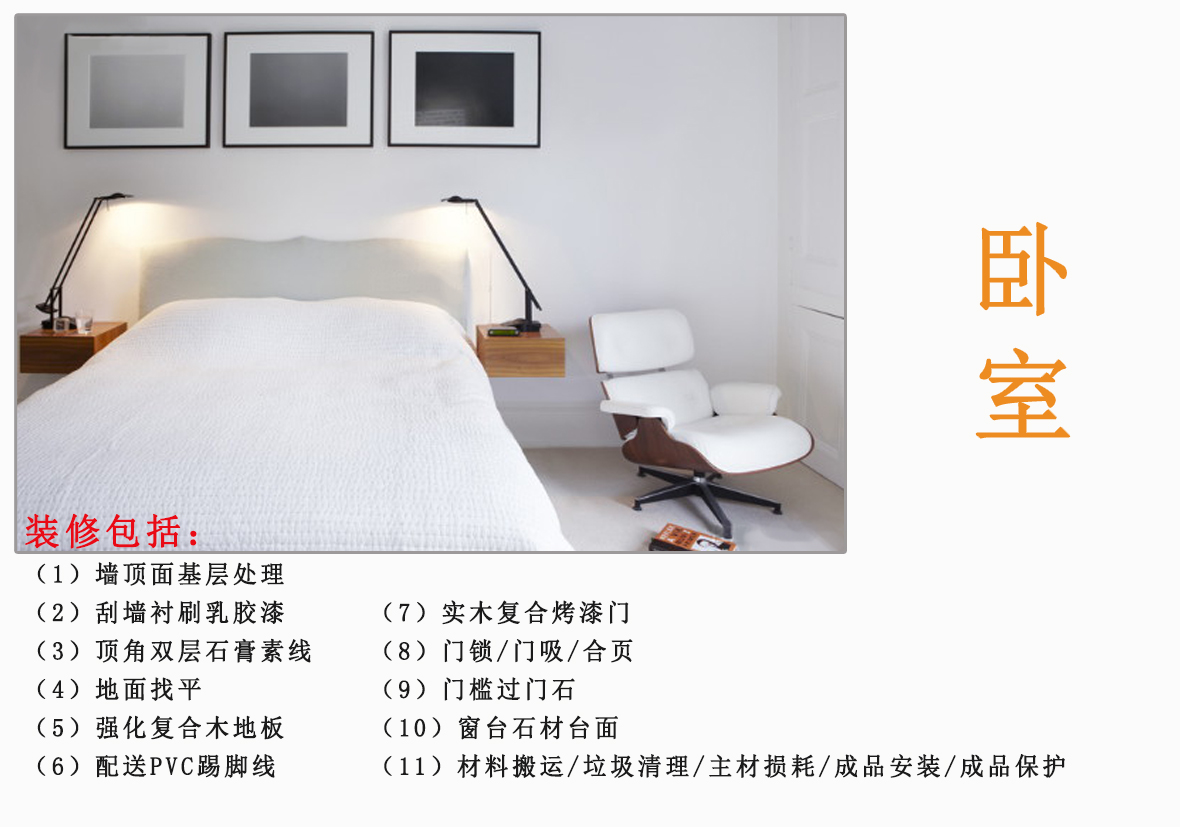 卧室
装修包括：
（1）墙顶面基层处理
（2）刮墙衬刷乳胶漆
（3）顶角双层石膏素线
（4）地面找平
（5）强化复合木地板
（6）配送PVC踢脚线
（7）实木复合烤漆门
（8）门锁/门吸/合页
（9）门槛过门石
（10）窗台石材台面
（11）材料搬运/垃圾清理/主材损耗/成品安装/成品保护